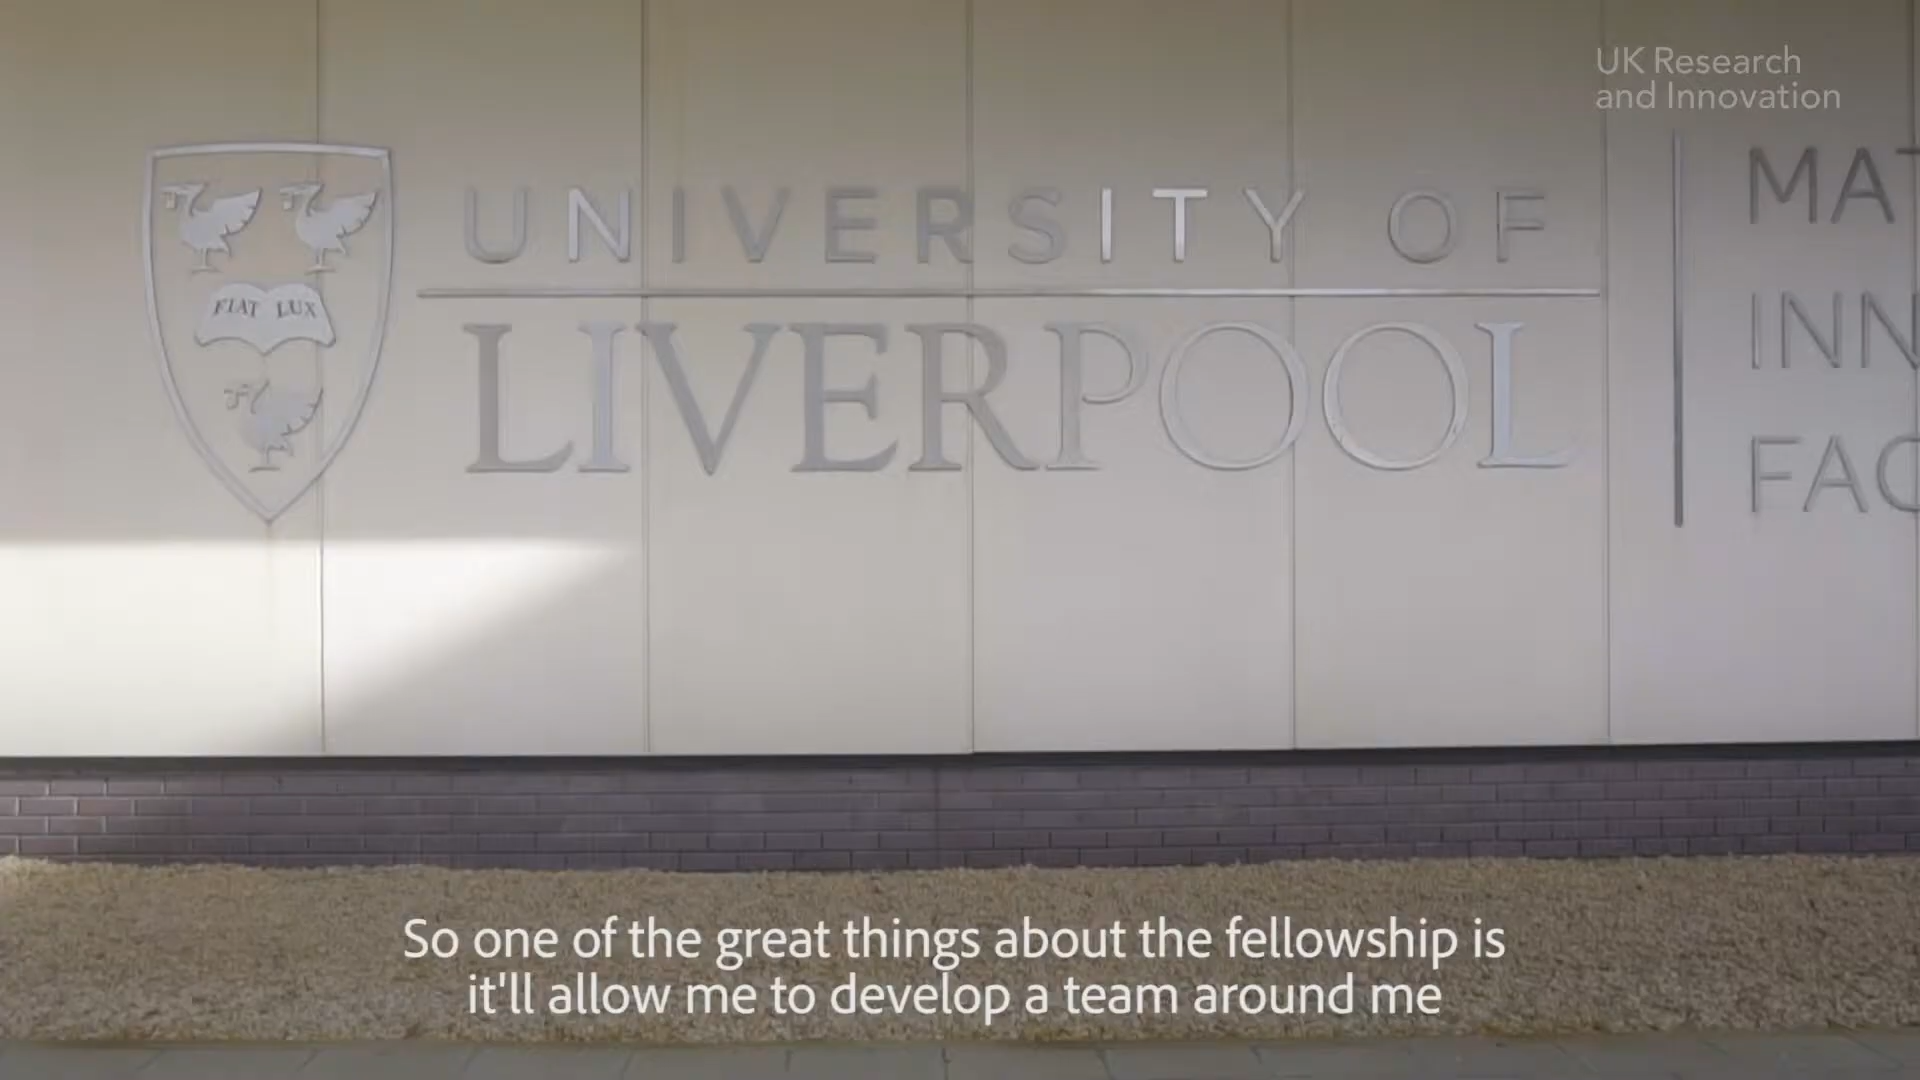 UK Research
and Innovation
FIAT LUX
UNIVERSITY OF
LIVERPOOL
So one of the great things about the fellowship is
it'll allow me to develop a team around me